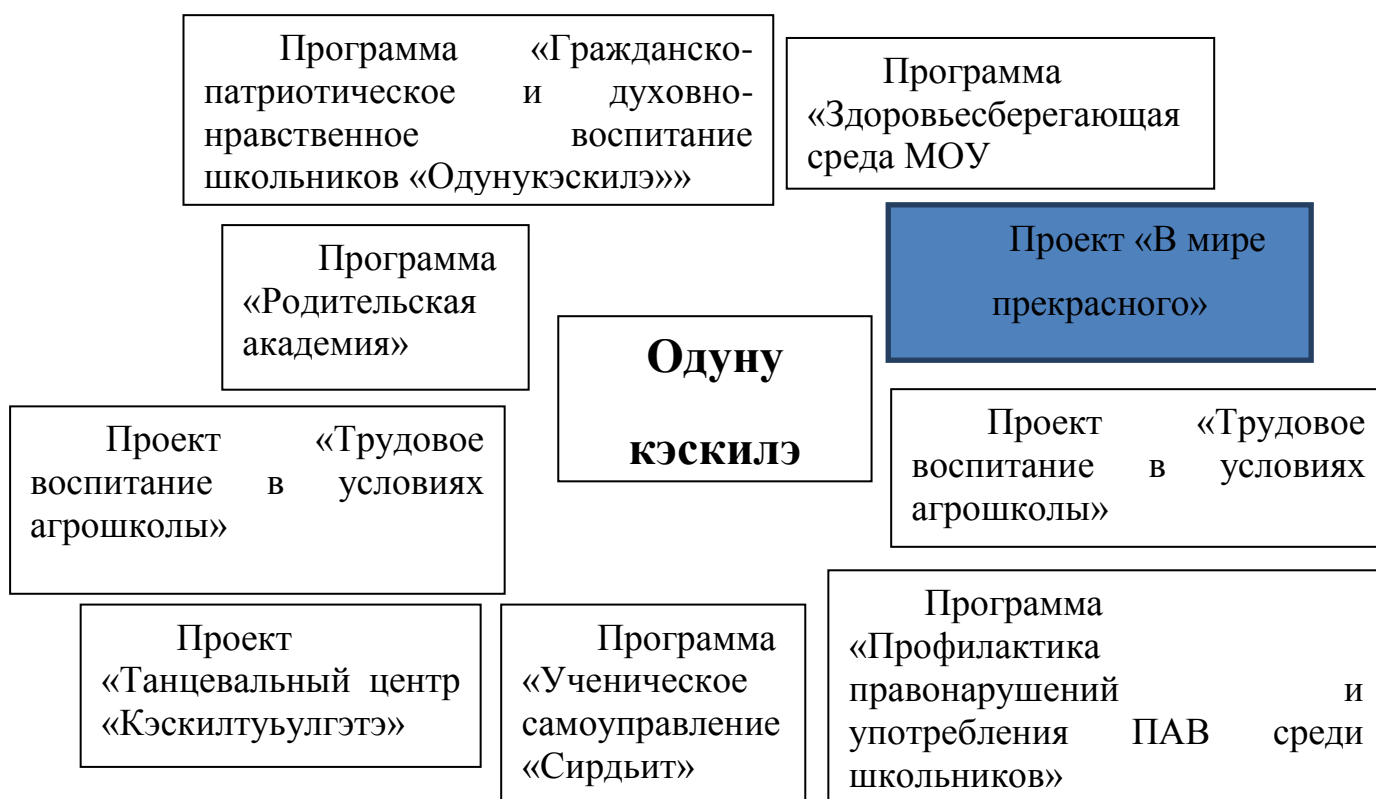 Программа «Гражданско-
патриотическое и духовно-
нравственное воспитание
школьников «Одунукэскилэ»»
Программа
«Здоровьесберегающая
среда МОУ
Проект «В мире
прекрасного»
Программа
«Родительская
академия»
Одуну
кэскилэ
Проект «Трудовое
воспитание в условиях
агрошколы»
Проект «Трудовое
воспитание в условиях
агрошколы»
Проект
«Танцевальный центр
«Кэскилтуьулгэтэ»
Программа
«Ученическое
самоуправление
«Сирдьит»
Программа
«Профилактика
правонарушений и
употребления ПАВ среди
школьников»